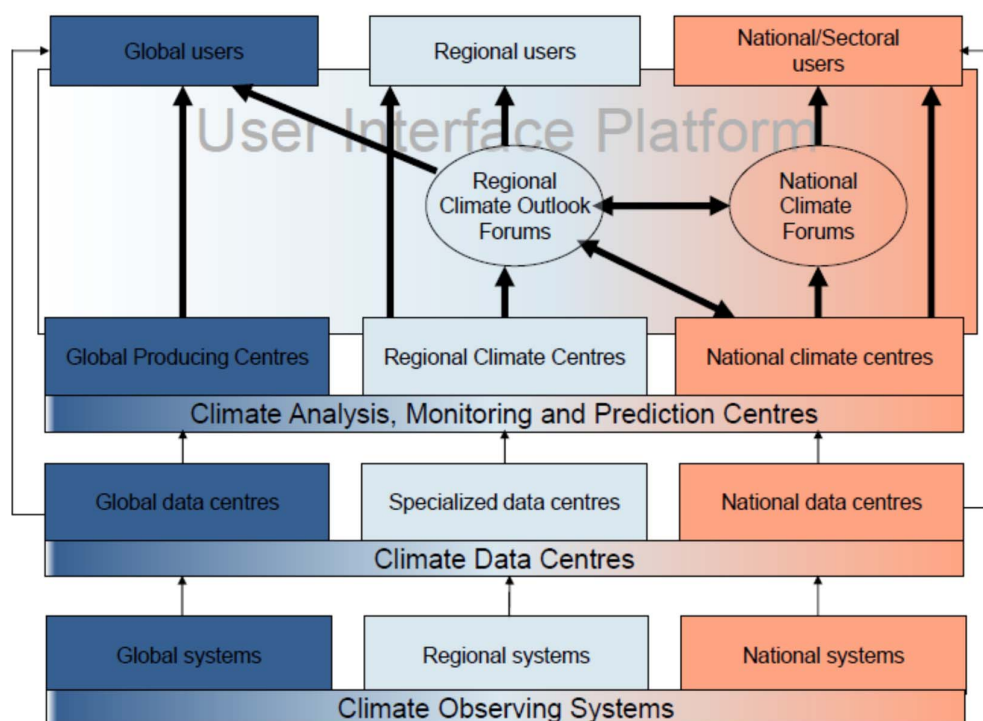 Global users
Regional users
National/Sectoral
users
User Interface Platform
Regional
Climate Outlook
Forums
National
Climate
Forums
Global Producing Centres
Regional Climate Centres
National climate centres
Climate Analysis, Monitoring and Prediction Centres
Global data centres
Specialized data centres
National data centres
Climate Data Centres
Global systems
Regional systems
National systems
Climate Observing Systems